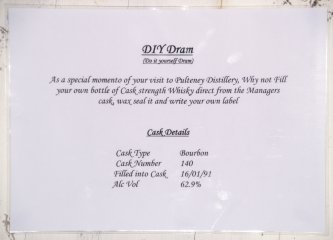 DIY Dram
(Do it yourself Dram)
As a special momento of your visit to Pulteney Distillery, Why not Fill
your own bottle of Cask strength Whisky direct from the Managers
cask, wax seal it and write your own label
Cask Details
Cask Type Bourbon
Cask Number 140
Filled into Cask 16/01/91
Alc Vol 62.9%